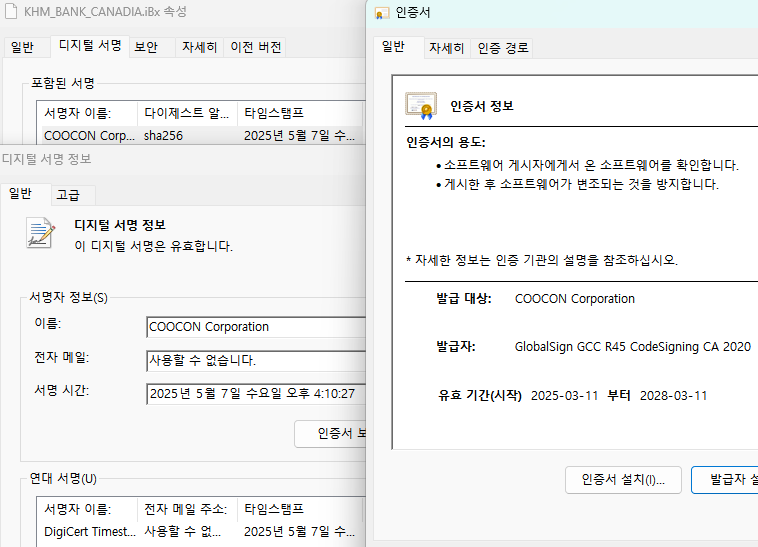 KHM_BANK_CANADIA.iBx 속성
일반 디지털 서명 보안 자세히 이전 버전
포함된 서명
서명자 이름: 다이제스트 알... 타임스탬프
COOCON Corp... sha256 2025년 5월 7일 수...
디지털 서명 정보
일반 고급
디지털 서명 정보
이 디지털 서명은 유효합니다.
서명자 정보(S)
이름: COOCON Corporation
전자 메일: 사용할 수 없습니다.
서명 시간: 2025년 5월 7일 수요일 오후 4:10:27
인증서 보
연대 서명(U)
서명자 이름: 전자 메일 주소: 타임스탬프
DigiCert Timest... 사용할 수 없... 2025년 5월 7일 수...
인증서
일반 자세히 인증 경로
인증서 정보
인증서의 용도:
• 소프트웨어 게시자에게서 온 소프트웨어를 확인합니다.
• 게시한 후 소프트웨어가 변조되는 것을 방지합니다.
* 자세한 정보는 인증 기관의 설명을 참조하십시오.
발급 대상: COOCON Corporation
발급자: GlobalSign GCC R45 CodeSigning CA 2020
유효 기간(시작) 2025-03-11 부터 2028-03-11
인증서 설치(I)... 발급자 설